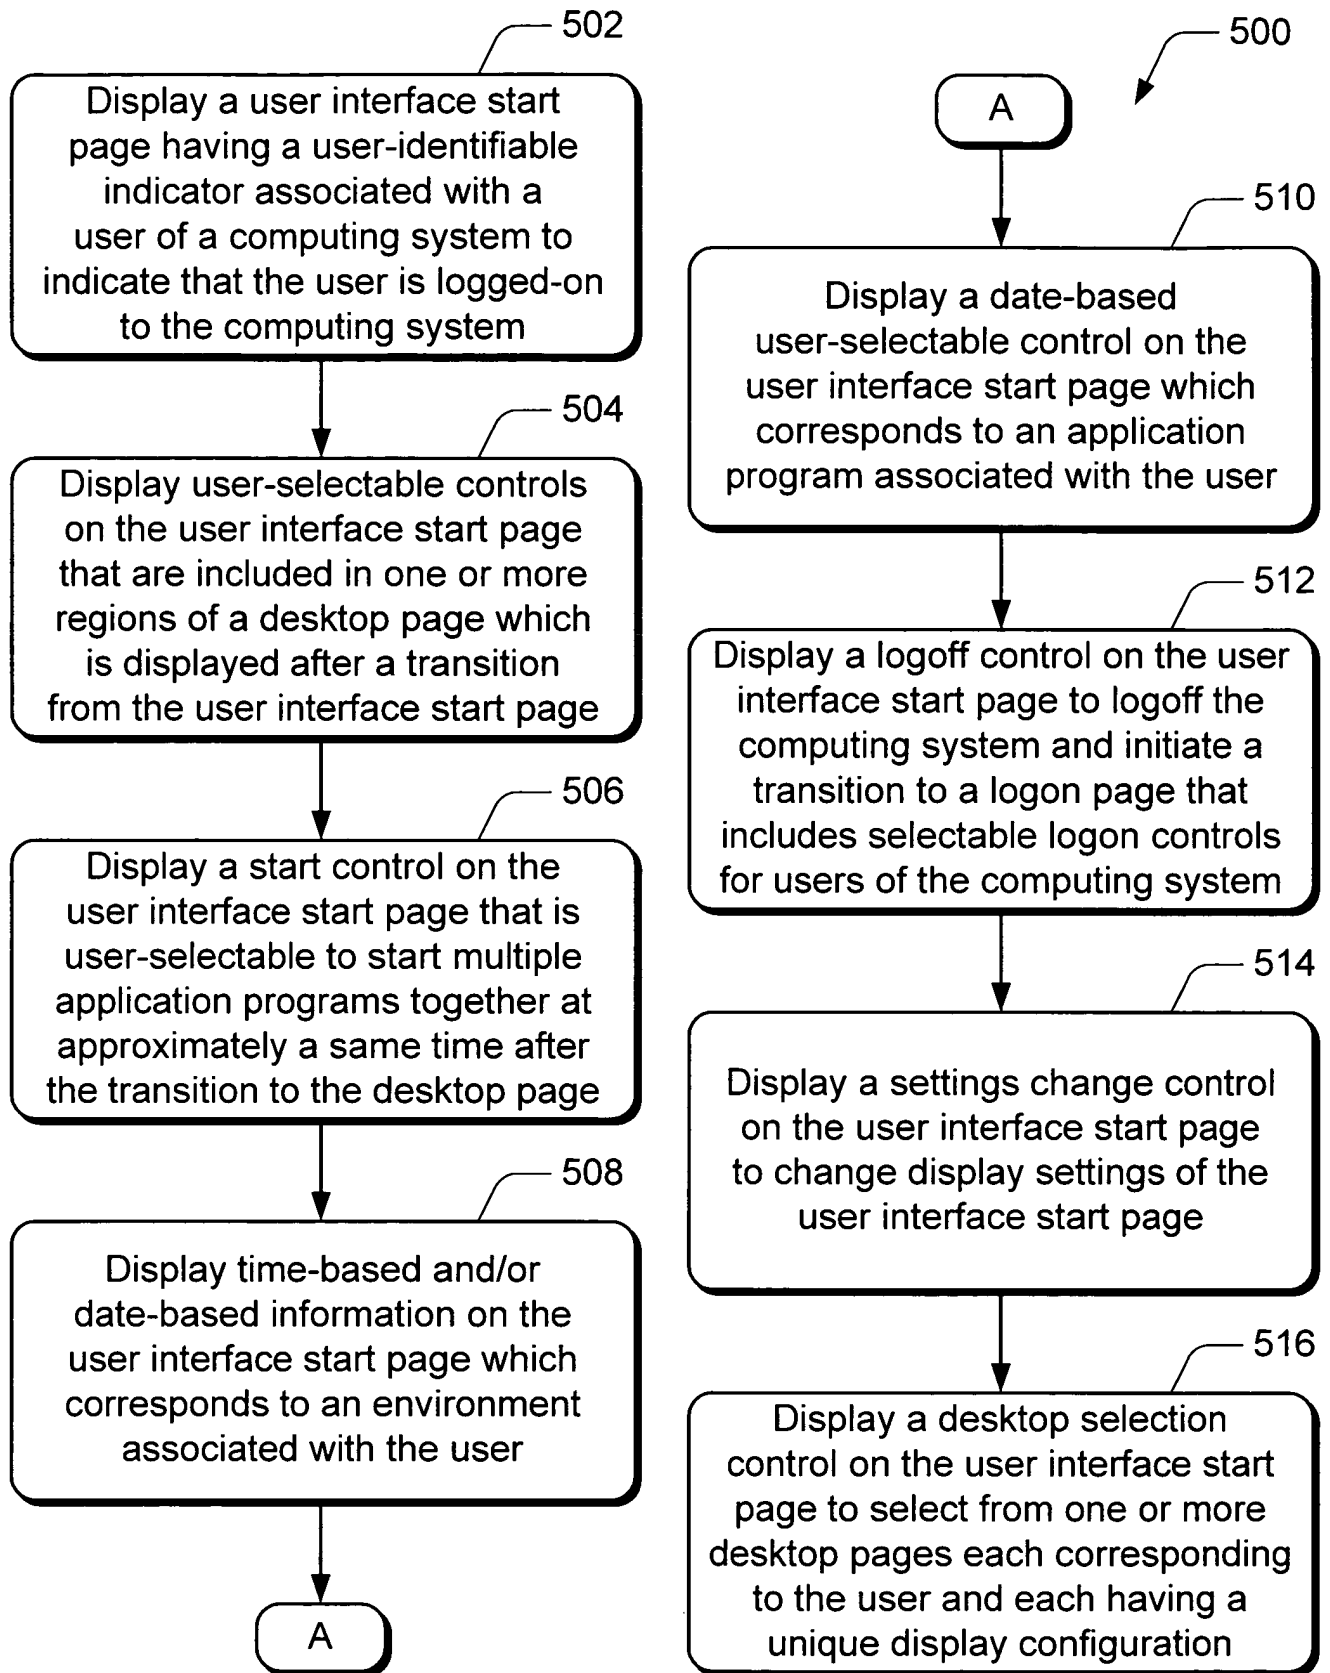 502
Display a user interface start
page having a user-identifiable
indicator associated with a
user of a computing system to
indicate that the user is logged-on
to the computing system
504
Display user-selectable controls
on the user interface start page
that are included in one or more
regions of a desktop page which
is displayed after a transition
from the user interface start page
506
Display a start control on the
user interface start page that is
user-selectable to start multiple
application programs together at
approximately a same time after
the transition to the desktop page
508
Display time-based and/or
date-based information on the
user interface start page which
corresponds to an environment
associated with the user
A
500
A
510
Display a date-based
user-selectable control on the
user interface start page which
corresponds to an application
program associated with the user
512
Display a logoff control on the user
interface start page to logoff the
computing system and initiate a
transition to a logon page that
includes selectable logon controls
for users of the computing system
514
Display a settings change control
on the user interface start page
to change display settings of the
user interface start page
516
Display a desktop selection
control on the user interface start
page to select from one or more
desktop pages each corresponding
to the user and each having a
unique display configuration